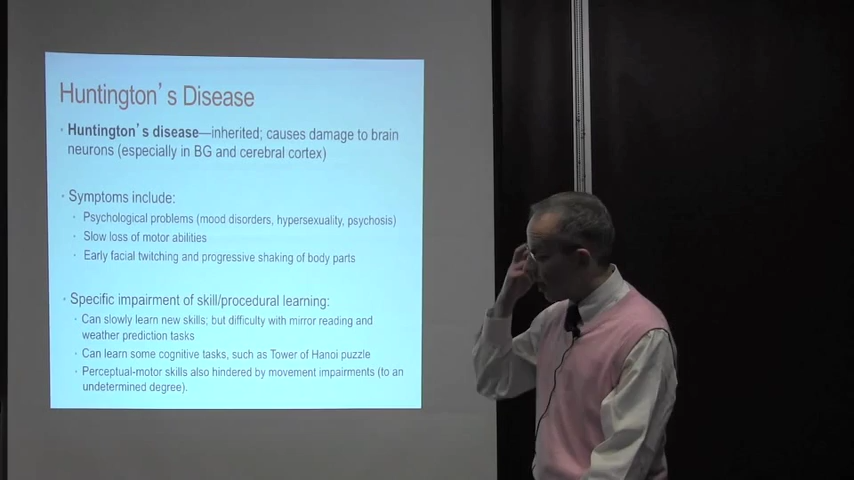 Huntington's Disease
• Huntington's disease—inherited; causes damage to brain
neurons (especially in BG and cerebral cortex)
• Symptoms include:
• Psychological problems (mood disorders, hypersexuality, psychosis)
• Slow loss of motor abilities
• Early facial twitching and progressive shaking of body parts
• Specific impairment of skill/procedural learning:
• Can slowly learn new skills; but difficulty with mirror reading and
weather prediction tasks
• Can learn some cognitive tasks, such as Tower of Hanoi puzzle
• Perceptual-motor skills also hindered by movement impairments (to an
undetermined degree).